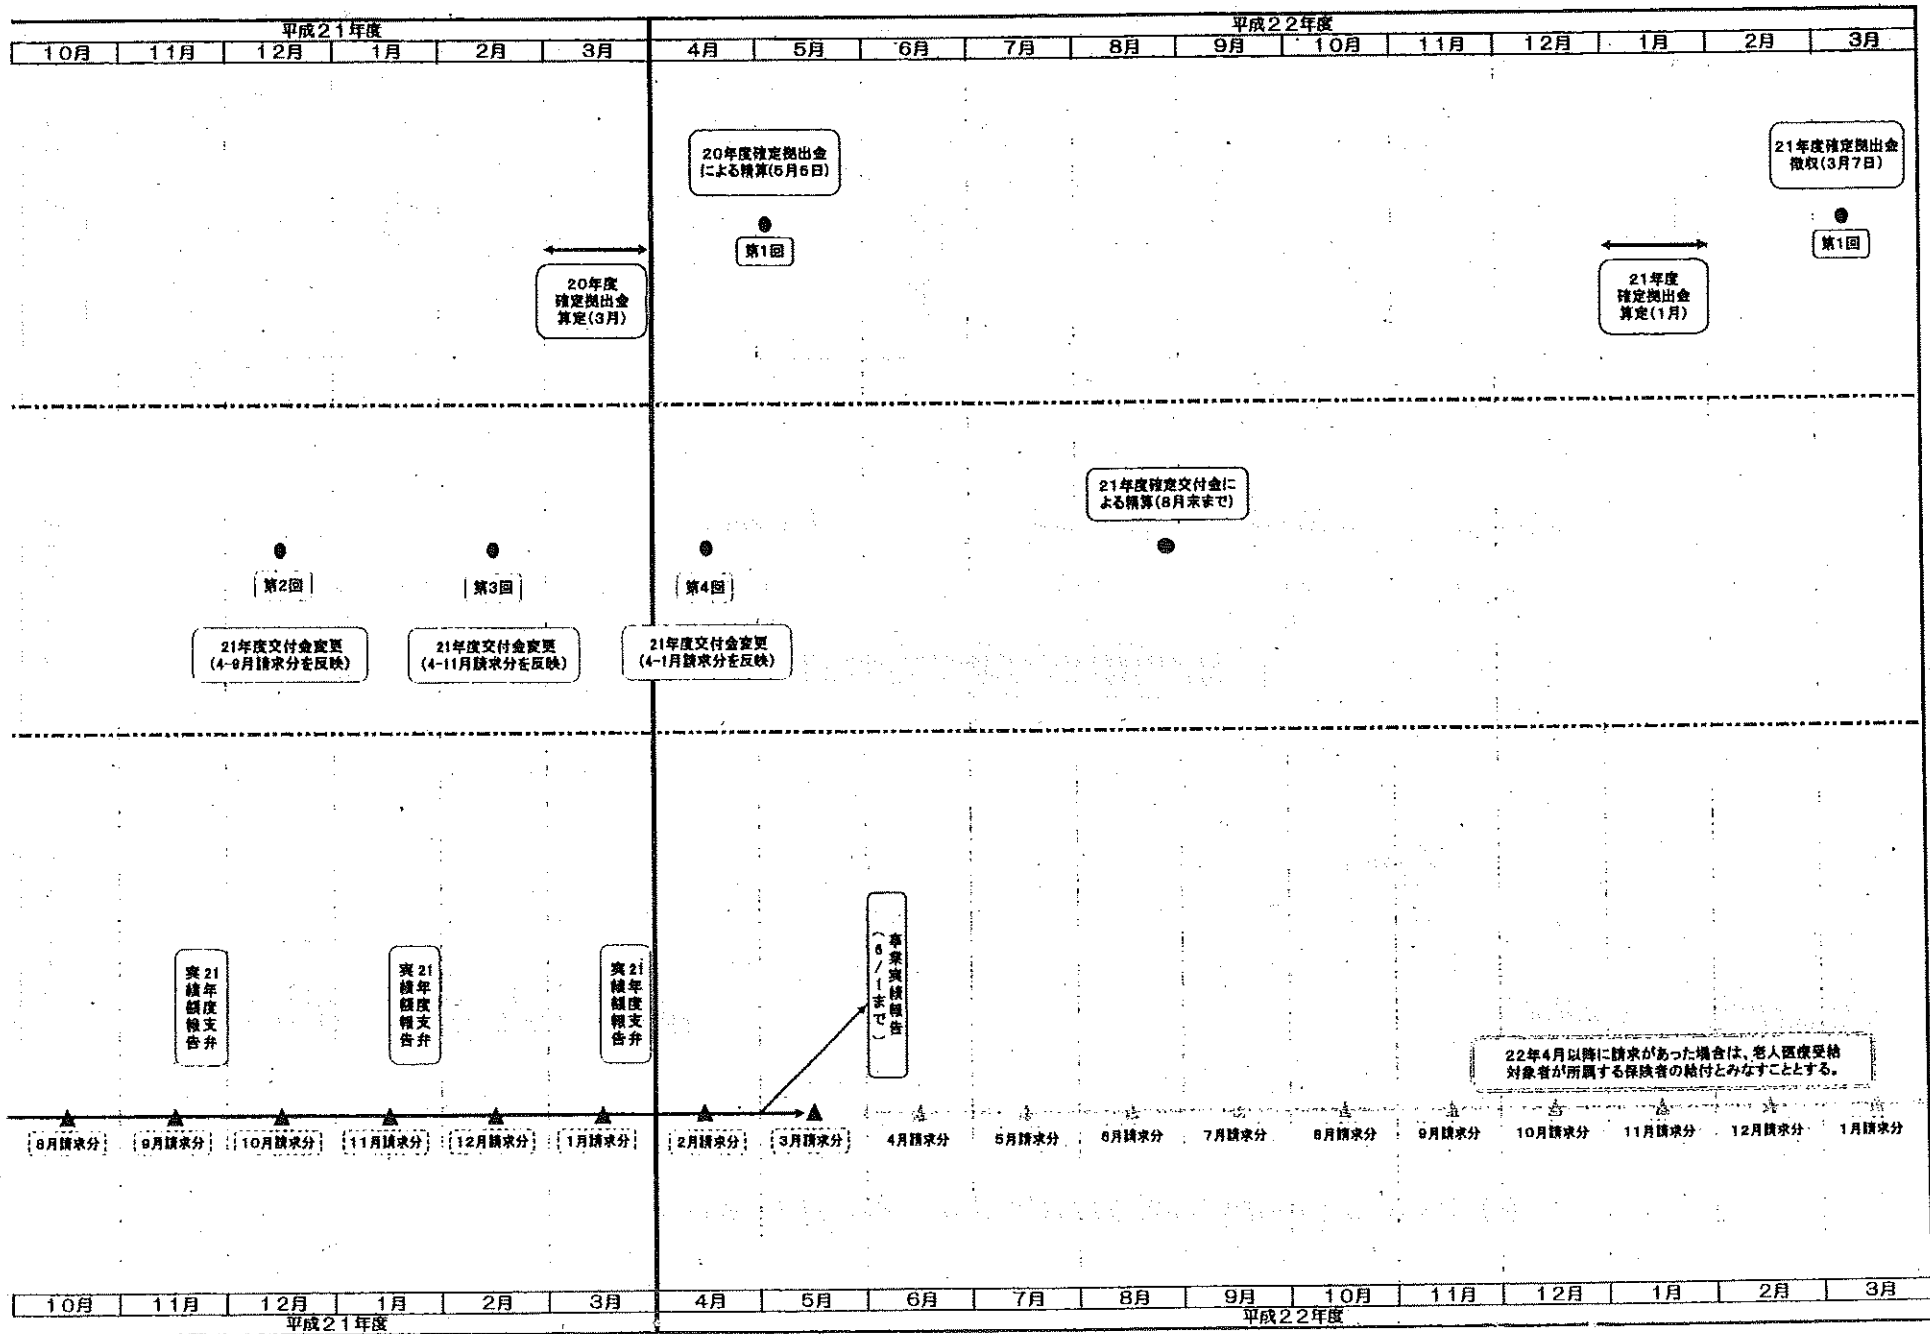 平成21年度
平成22年度
10月
11月
12月
1月
2月
3月
4月
5月
6月
7月
8月
9月
10月
11月
12月
1月
2月
3月
20年度確定拠出金
による精算(5月6日)
21年度確定拠出金
徴収(3月7日)
第1回
第1回
20年度
確定拠出金
算定(3月)
21年度
確定拠出金
算定(1月)
21年度確定交付金に
よる精算(8月末まで)
第2回
第3回
第4回
21年度交付金変更
(4-9月請求分を反映)
21年度交付金変更
(4-11月請求分を反映)
21年度交付金変更
(4-1月請求分を反映)
21年度支弁
実績額報告
21年度支弁
実績額報告
21年度支弁
実績額報告
事業実績報告
(6/1まで)
22年4月以降に請求があった場合は、老人医療受給
対象者が所属する保険者の給付とみなすこととする。
8月請求分
9月請求分
10月請求分
11月請求分
12月請求分
1月請求分
2月請求分
3月請求分
4月請求分
5月請求分
6月請求分
7月請求分
8月請求分
9月請求分
10月請求分
11月請求分
12月請求分
1月請求分
10月
11月
12月
1月
2月
3月
4月
5月
6月
7月
8月
9月
10月
11月
12月
1月
2月
3月
平成21年度
平成22年度